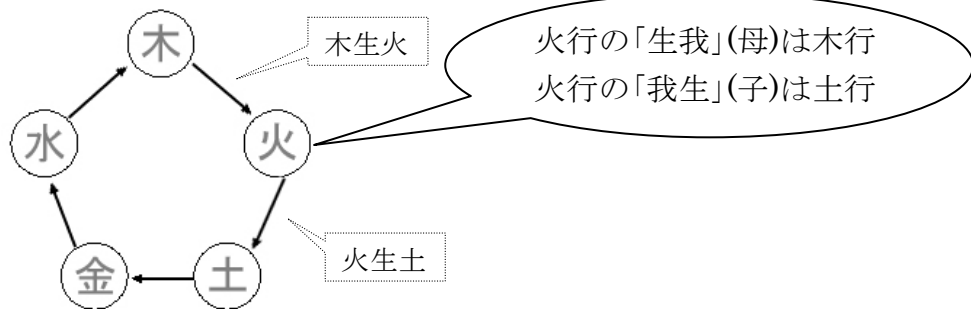 木
木生火
火行の「生我」(母)は木行
火行の「我生」(子)は土行
水
火
火生土
金
土